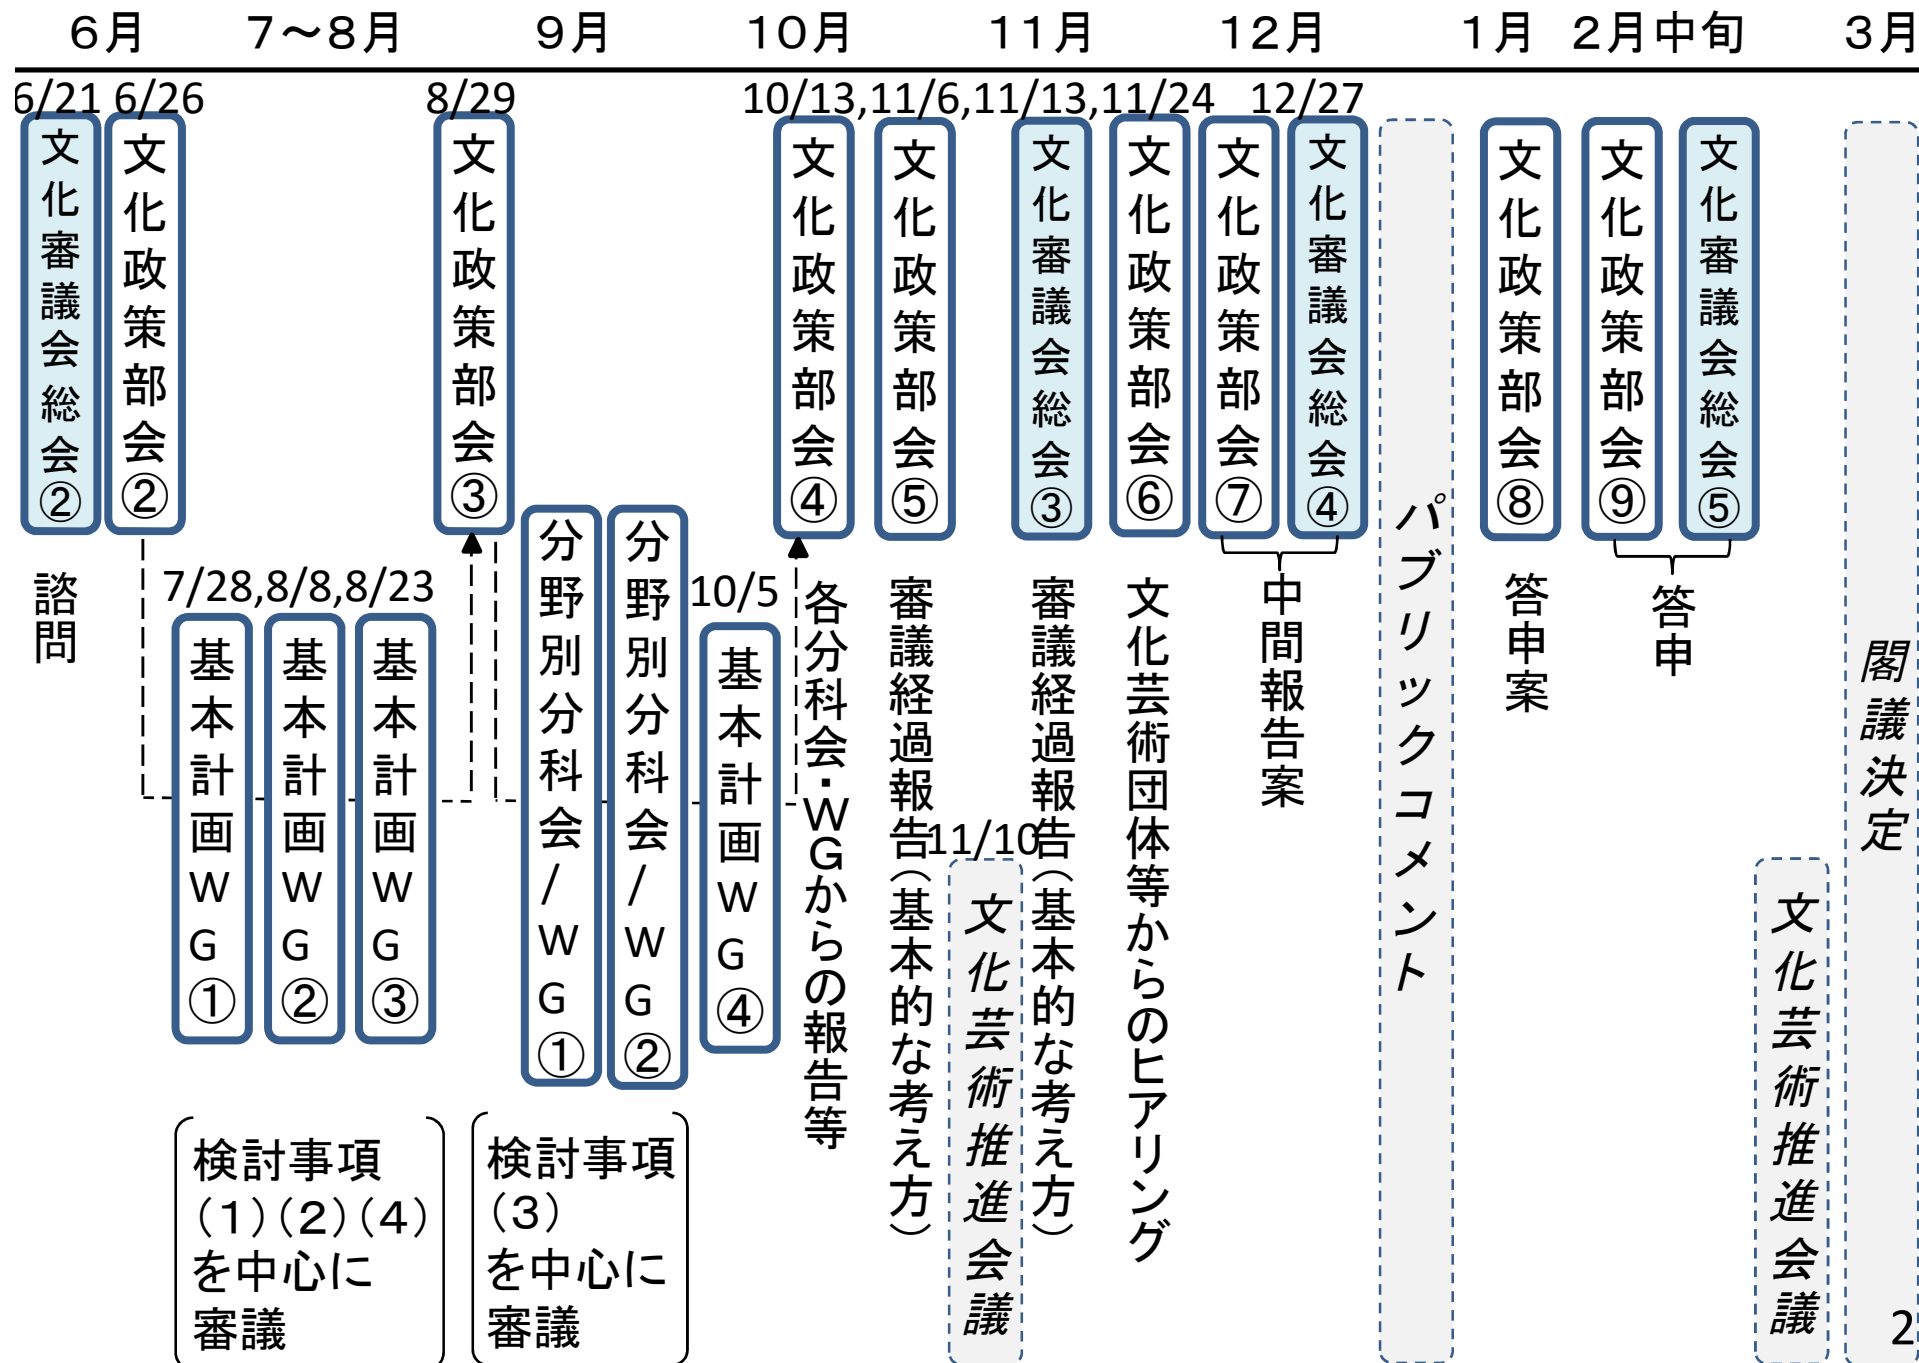 ６月
７～８月
９月
１０月
１１月
１２月
１月
２月中旬
３月
6/21
6/26
8/29
10/13,11/6,11/13,11/24
12/27
文化審議会総会②
文化政策部会②
文化政策部会③
文化政策部会④
文化政策部会⑤
文化審議会総会③
文化政策部会⑥
文化政策部会⑦
文化審議会総会④
パブリックコメント
文化政策部会⑧
文化政策部会⑨
文化審議会総会⑤
閣議決定
諮問
7/28,8/8,8/23
基本計画WG①
基本計画WG②
基本計画WG③
分野別分科会/WG①
分野別分科会/WG②
10/5
基本計画WG④
各分科会・ＷＧからの報告等
審議経過報告（基本的な考え方）
11/10
文化芸術推進会議
審議経過報告（基本的な考え方）
文化芸術団体等からのヒアリング
中間報告案
答申案
答申
文化芸術推進会議
検討事項
（１）（２）（４）
を中心に
審議
検討事項
（３）
を中心に
審議
2